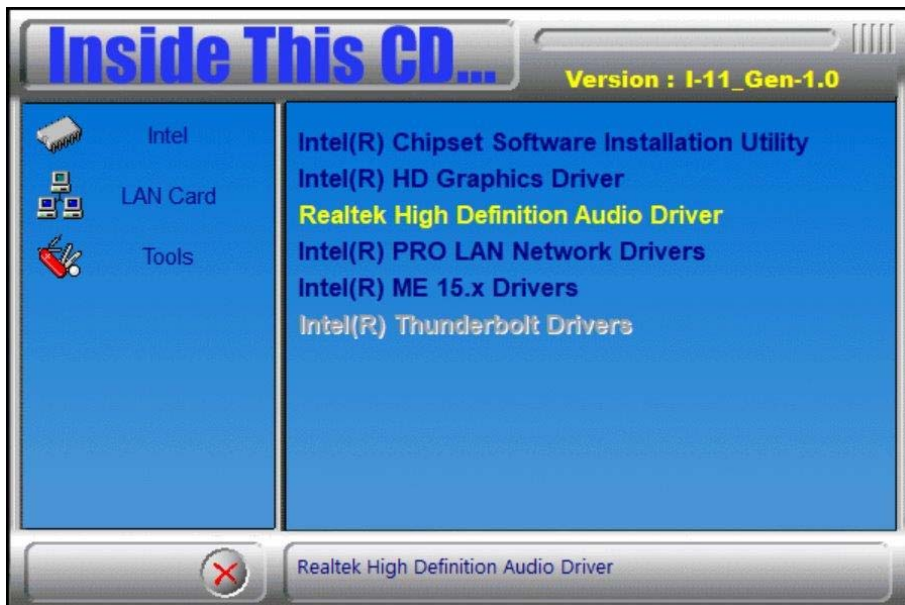 Inside This CD...
Version : I-11_Gen-1.0
Intel
LAN Card
Tools
Intel(R) Chipset Software Installation Utility
Intel(R) HD Graphics Driver
Realtek High Definition Audio Driver
Intel(R) PRO LAN Network Drivers
Intel(R) ME 15.x Drivers
Intel(R) Thunderbolt Drivers
Realtek High Definition Audio Driver